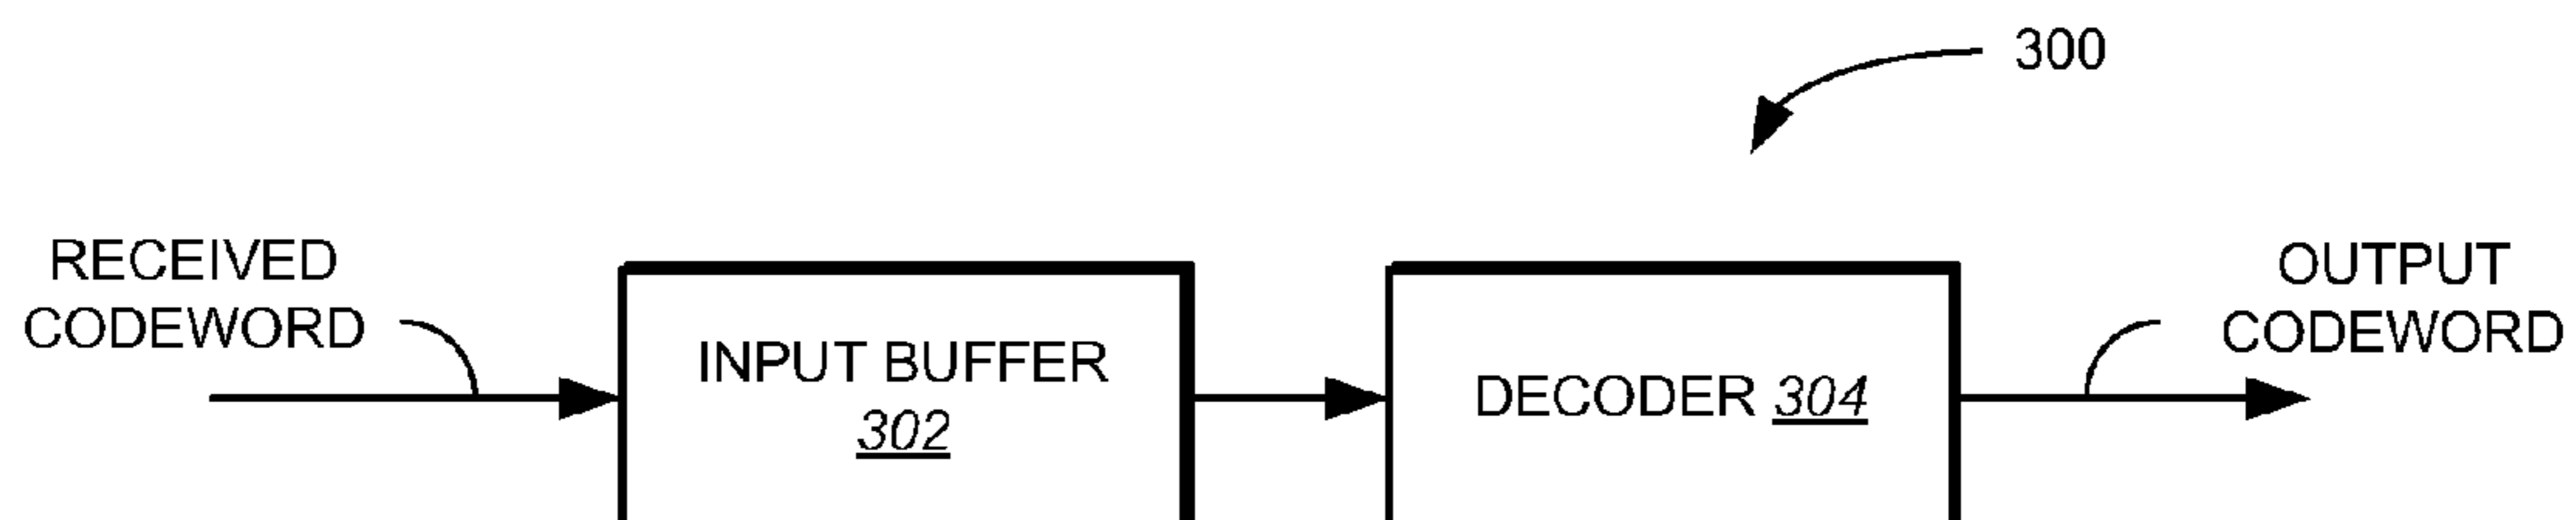 300
RECEIVED
CODEWORD
INPUT BUFFER
302
DECODER 304
OUTPUT
CODEWORD